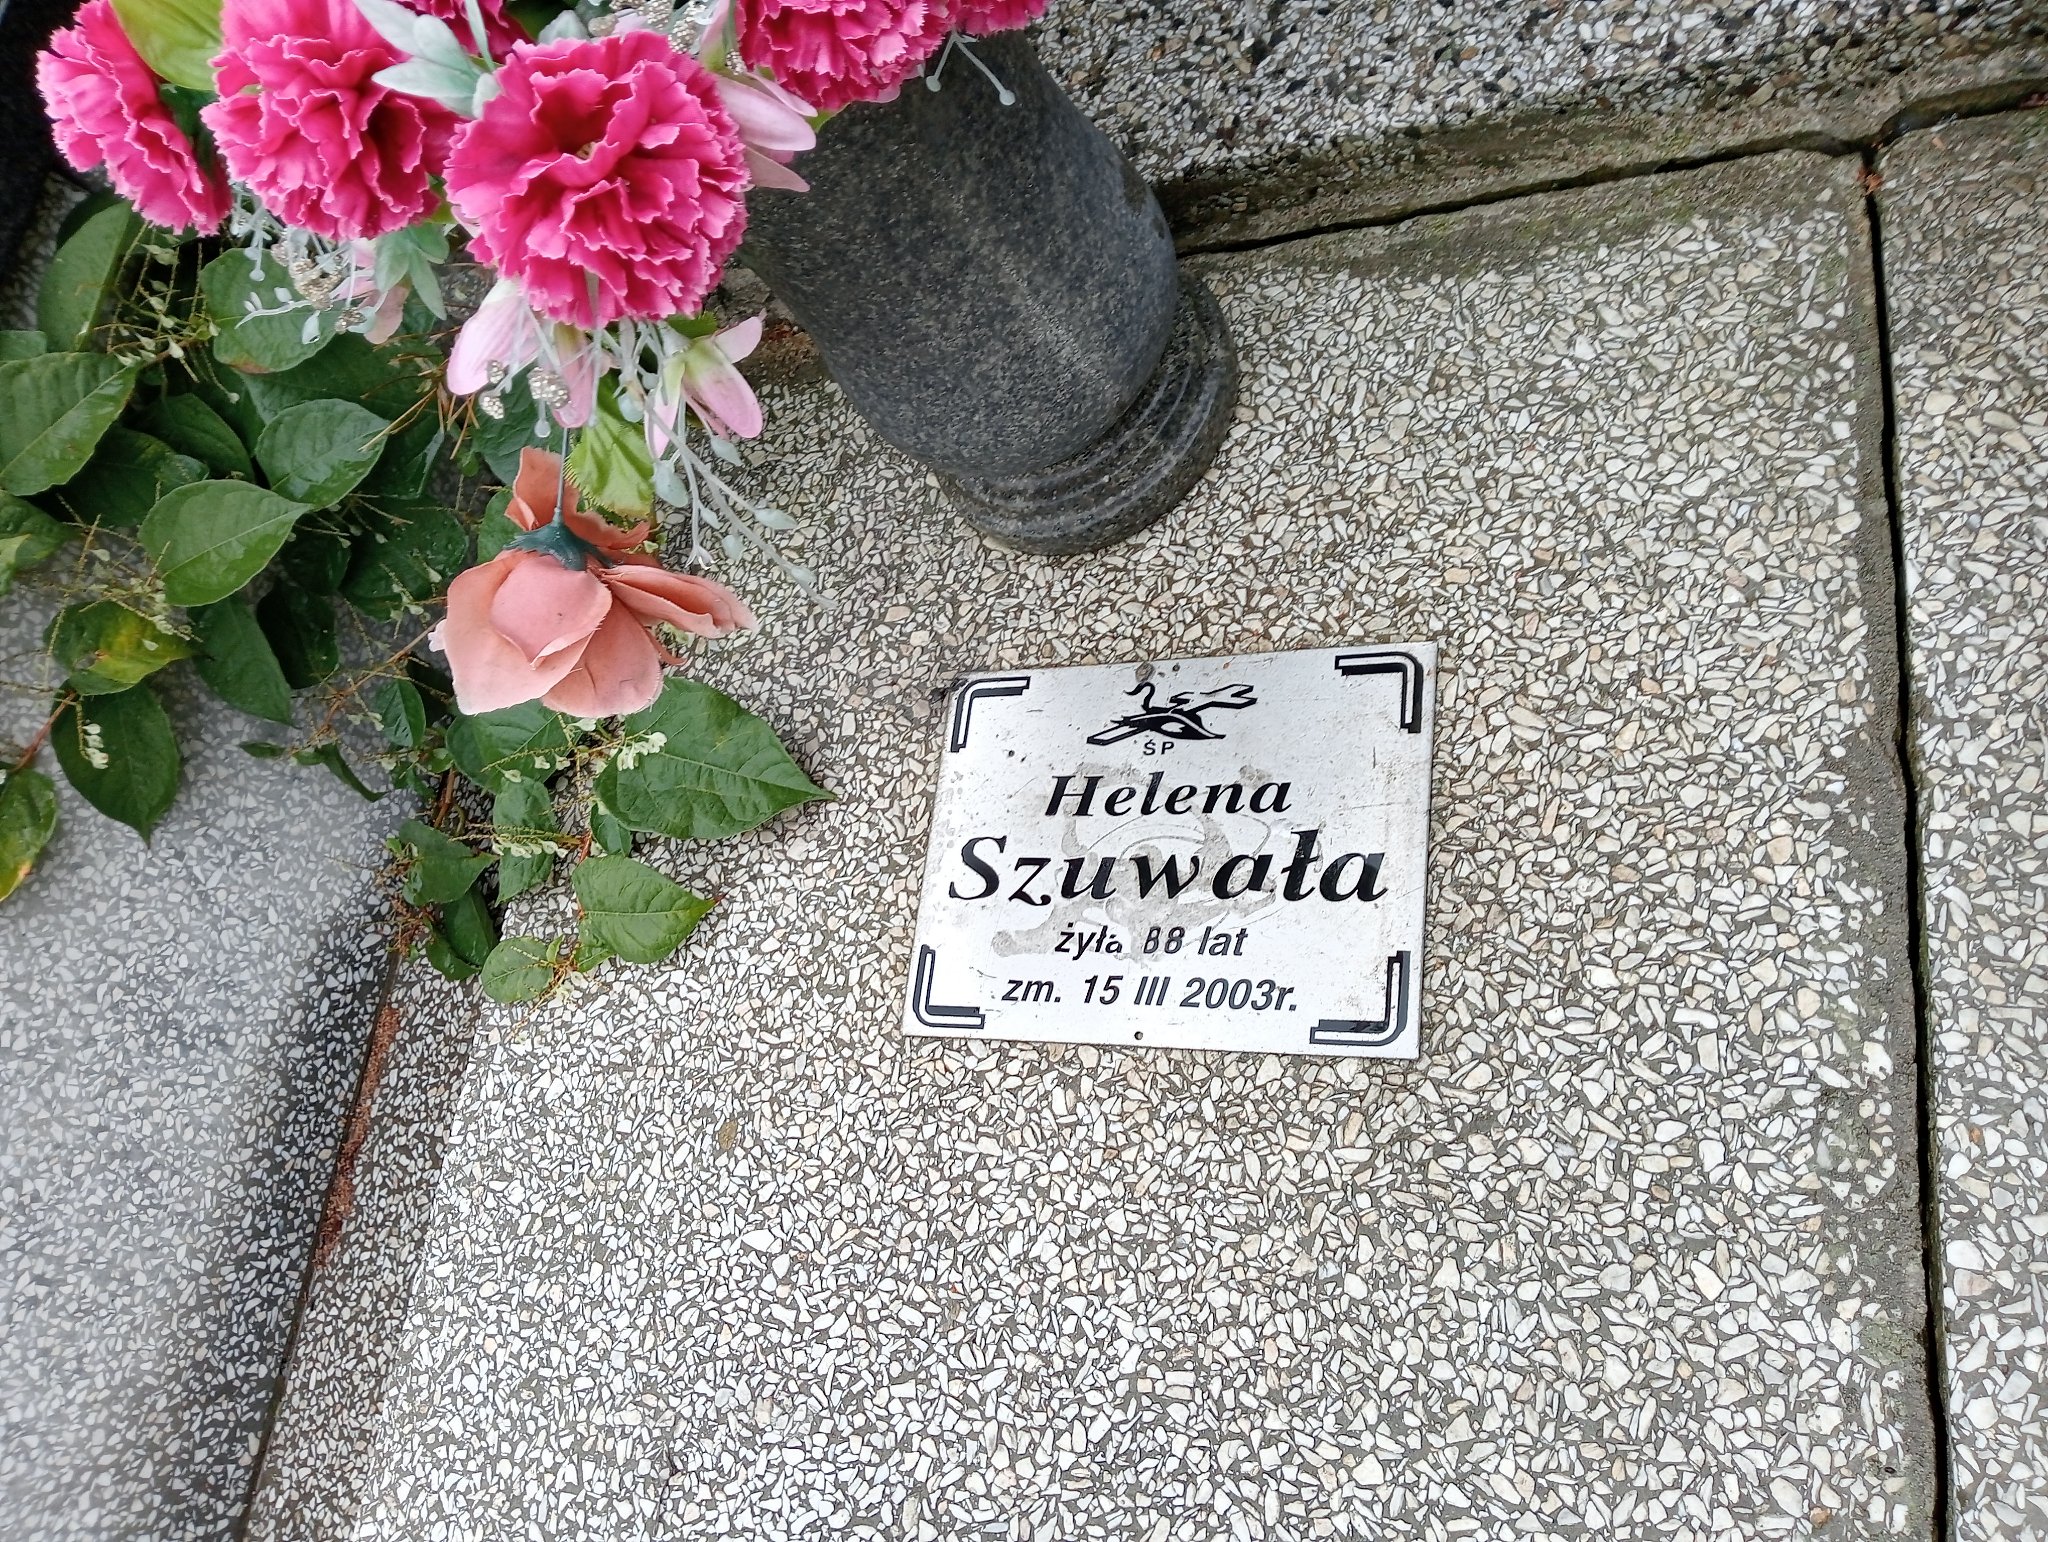 ŚP
Helena
Szuwała
żyła 88 lat
zm. 15 III 2003r.